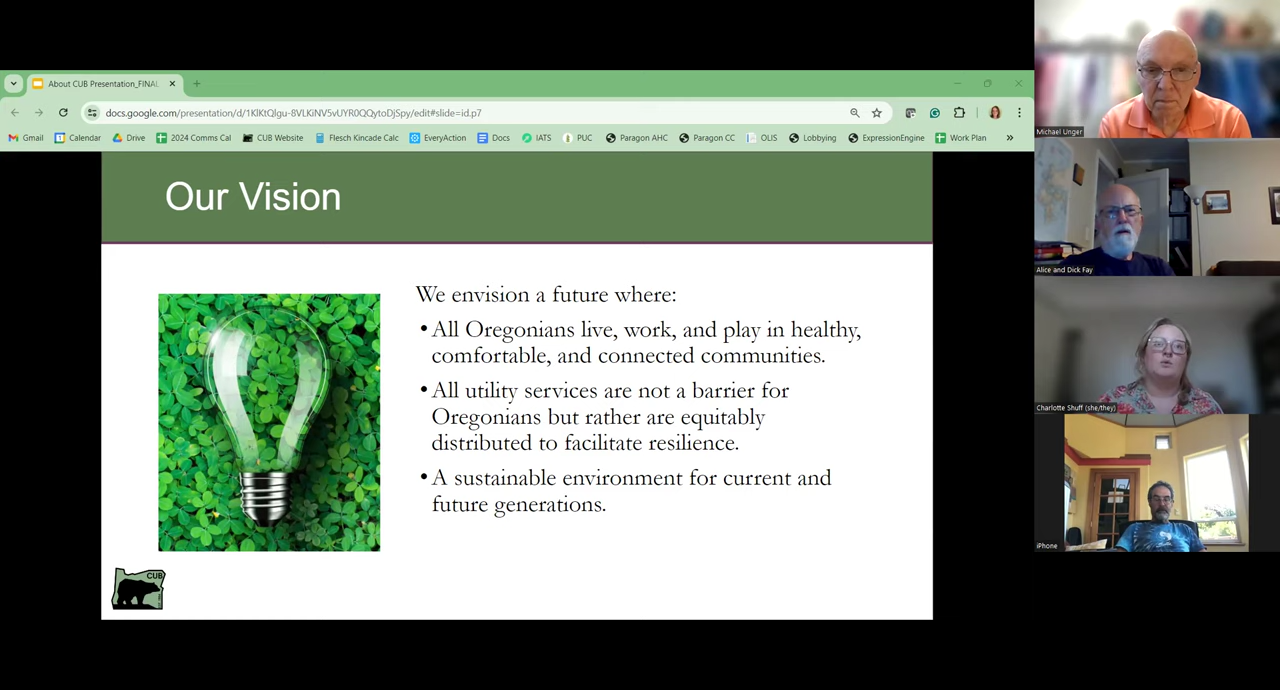 About CUB Presentation_FINAL
docs.google.com/presentation/d/1KlKtQlgu-8VLKiNV5vUYR0QQytoDjSpy/edit#slide=id.p7
Gmail Calendar Drive 2024 Comms Cal CUB Website Flesch Kincade Calc EveryAction Docs IATS PUC Paragon AHC Paragon CC OLIS Lobbying ExpressionEngine Work Plan »
Our Vision
We envision a future where:
•All Oregonians live, work, and play in healthy,
comfortable, and connected communities.
•All utility services are not a barrier for
Oregonians but rather are equitably
distributed to facilitate resilience.
•A sustainable environment for current and
future generations.
CUB
Michael Unger
Alice and Dick Fay
Charlotte Shuff (she/they)
iPhone